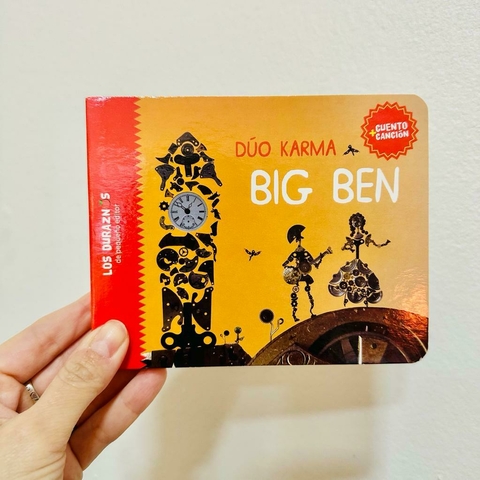 DÚO KARMA
BIG BEN
+CUENTO
CANCIÓN
LOS DURAZNOS
de pequeño editor